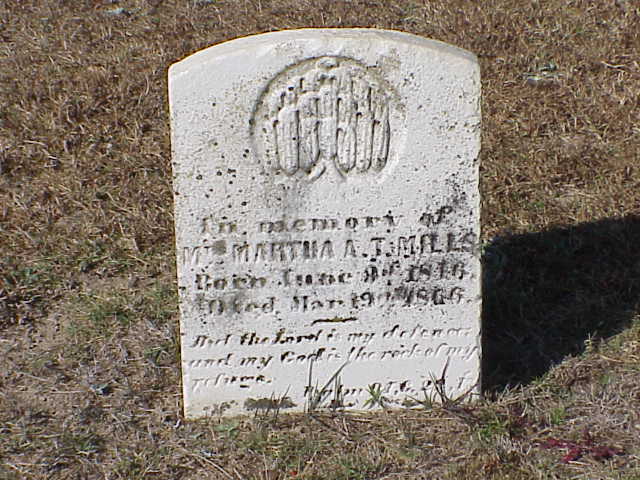 In memory of
Mrs. MARTHA A. T. MILLS
Born June 9th 1846.
Died Mar 19th 1866.
But the Lord is my defence;
and my God is the rock of my
refuge.